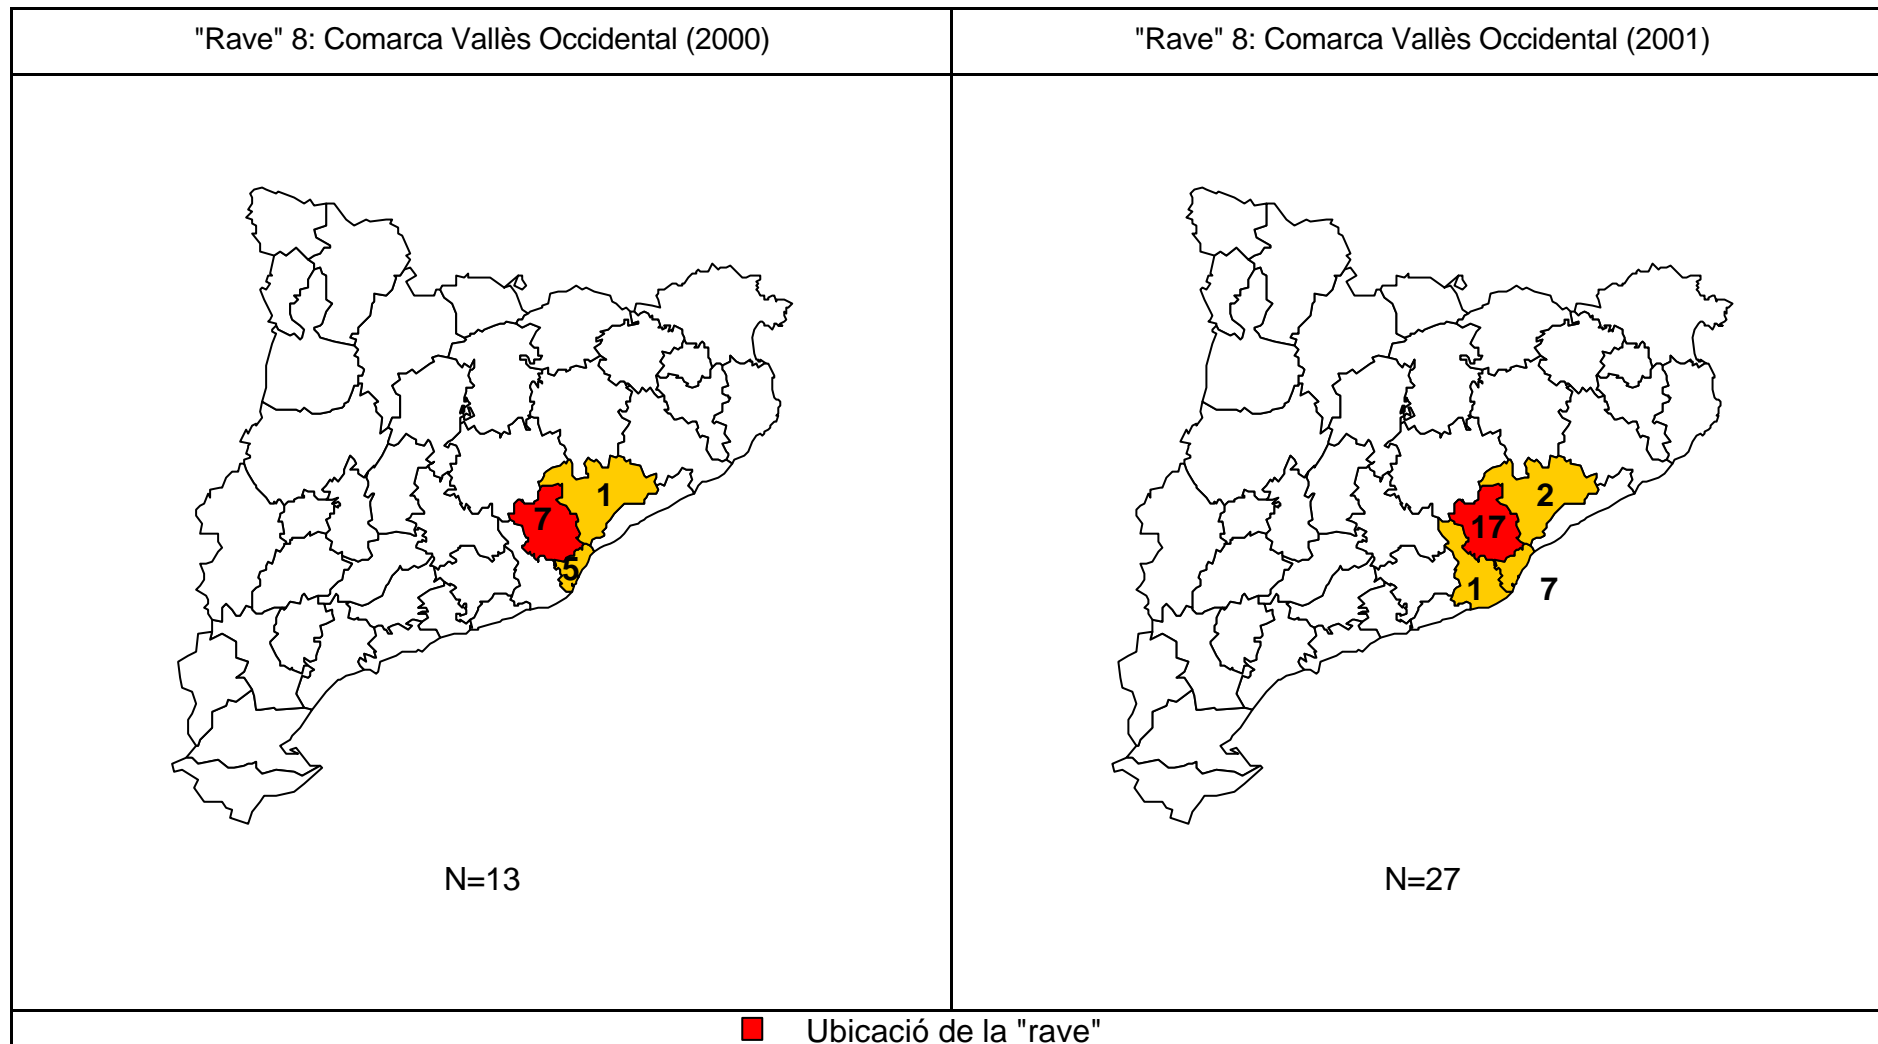 "Rave" 8: Comarca Vallès Occidental (2000)
"Rave" 8: Comarca Vallès Occidental (2001)
1
7
5
N=13
2
17
1
7
N=27
Ubicació de la "rave"